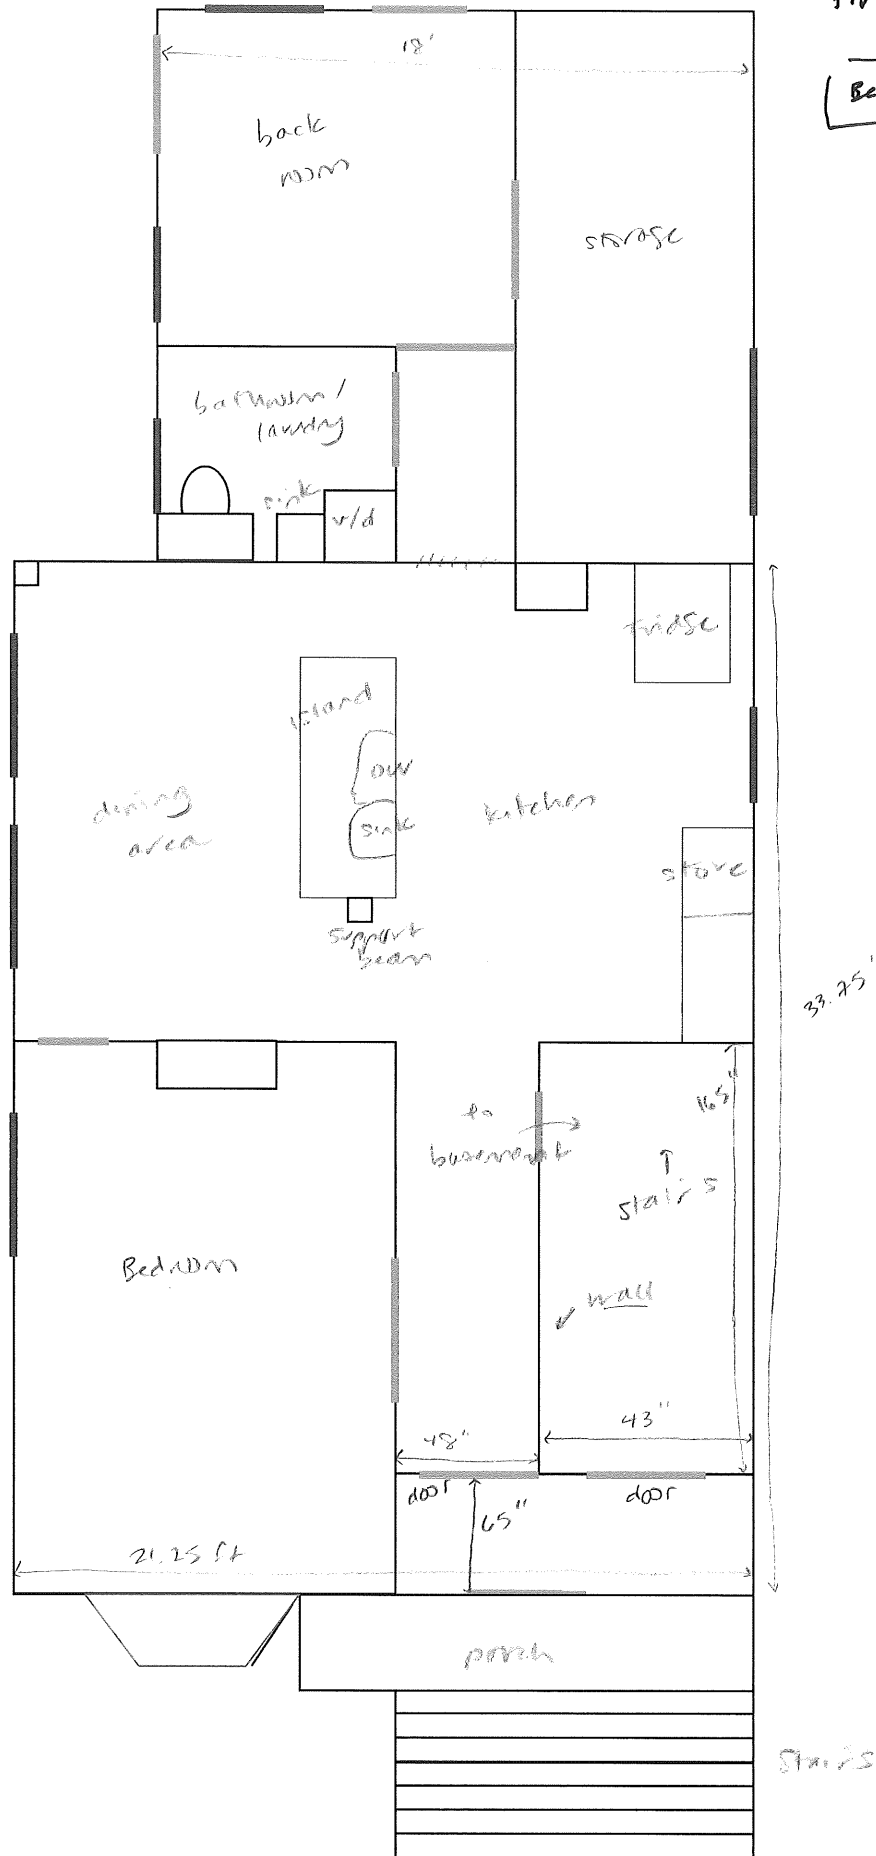 Be
18'
back
room
storage
bathroom/
laundry
sink
w/d
fridge
island
sink
dining
area
kitchen
stove
support
beam
33.75'
165"
to
basement
stairs
Bedroom
wall
48"
43"
door
door
65"
21.25 ft
porch
stairs